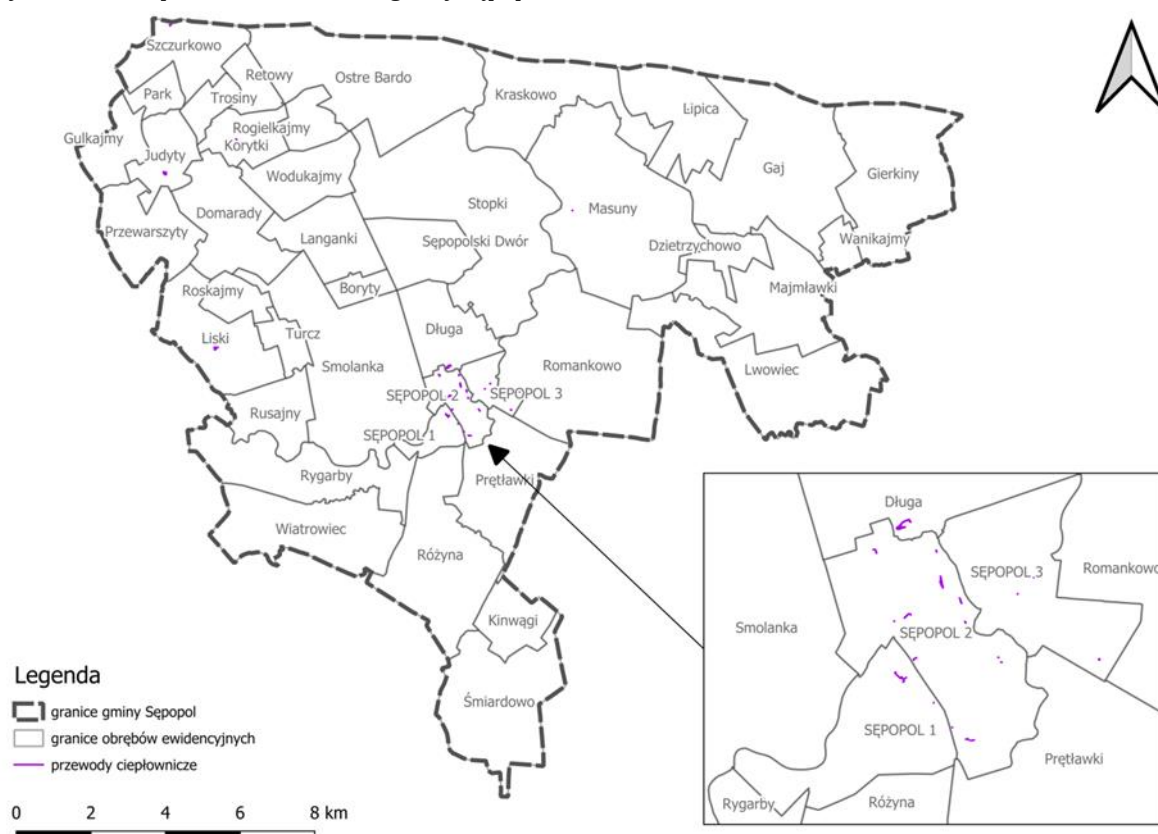 Szczurkowo
Retowy
Ostre Bardo
Park
Trosiny
Kraskowo
Lipica
Gulkajmy
Rogielkajmy
Korytki
Judyty
Wodukajmy
Gaj
Gierkiny
Domarady
Stopki
Masuny
Przewarszyty
Langanki
Sępopolski Dwór
Dzietrzychowo
Wanikajmy
Roskajmy
Boryty
Majmławki
Liski
Turcz
Długa
Smolanka
Romankowo
Lwowiec
SĘPOPOL 2
SĘPOPOL 3
Rusajny
SĘPOPOL 1
Rygarby
Prętławki
Wiatrowiec
Różyna
Kinwągi
Śmiardowo
Długa
SĘPOPOL 3
Romankowo
Smolanka
SĘPOPOL 2
SĘPOPOL 1
Prętławki
Rygarby
Różyna
Legenda
granice gminy Sępopol
granice obrębów ewidencyjnych
przewody ciepłownicze
0 2 4 6 8 km